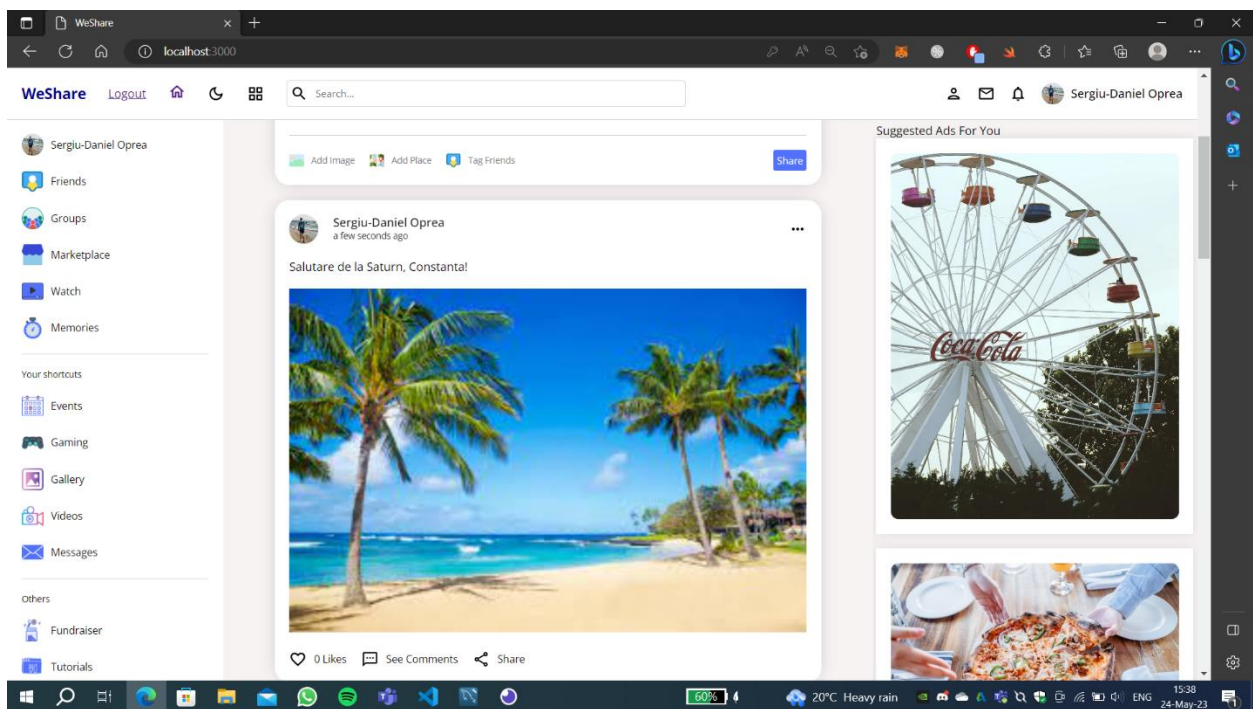 WeShare
localhost:3000
WeShare Logout Search... Sergiu-Daniel Oprea
Sergiu-Daniel Oprea
Friends
Groups
Marketplace
Watch
Memories
Your shortcuts
Events
Gaming
Gallery
Videos
Messages
Others
Fundraiser
Tutorials
Add Image Add Place Tag Friends Share
Sergiu-Daniel Oprea
a few seconds ago
Salutare de la Saturn, Constanta!
0 Likes See Comments Share
Suggested Ads For You
Coca-Cola
60% 20°C Heavy rain ENG 15:38
24-May-23